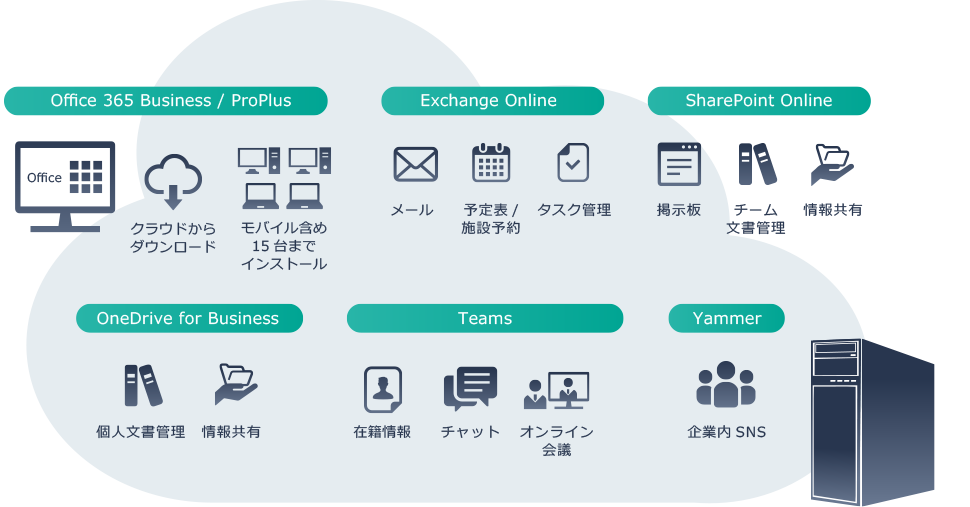 Office 365 Business / ProPlus
Office
クラウドから
ダウンロード
モバイル含め
15 台まで
インストール
Exchange Online
メール
予定表 /
施設予約
タスク管理
SharePoint Online
掲示板
チーム
文書管理
情報共有
OneDrive for Business
個人文書管理
情報共有
Teams
在籍情報
チャット
オンライン
会議
Yammer
企業内 SNS